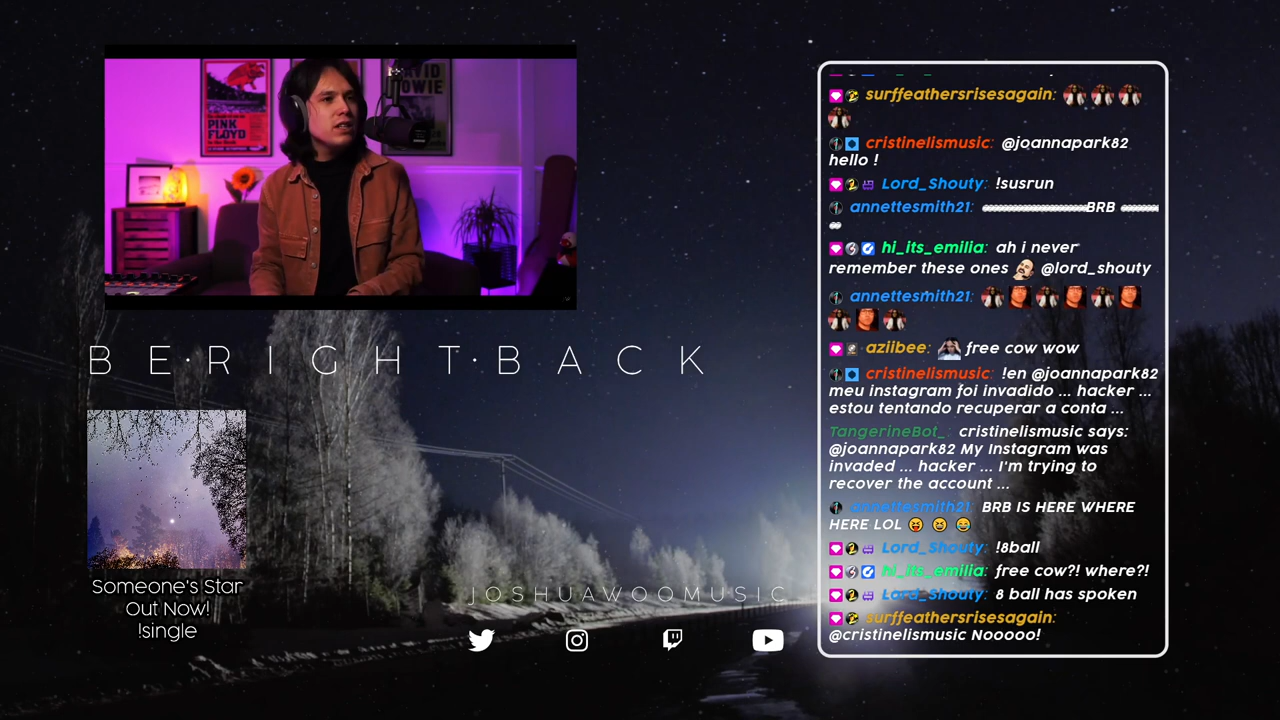 PINK
FLOYD
DAVID
BOWIE
BE·RIGHT·BACK
Someone's Star
Out Now!
!single
JOSHUAWOOMUSIC
surffeathersrisesagain:
cristinelismusic: @joannapark82
hello !
Lord_Shouty: !susrun
annettesmith21: BRB
hi_its_emilia: ah i never
remember these ones @lord_shouty
annettesmith21:
aziibee: free cow wow
cristinelismusic: !en @joannapark82
meu instagram foi invadido ... hacker ...
estou tentando recuperar a conta ...
TangerineBot_: cristinelismusic says:
@joannapark82 My Instagram was
invaded ... hacker ... I'm trying to
recover the account ...
annettesmith21: BRB IS HERE WHERE
HERE LOL 😝 😆 😂
Lord_Shouty: !8ball
hi_its_emilia: free cow?! where?!
Lord_Shouty: 8 ball has spoken
surffeathersrisesagain:
@cristinelismusic Nooooo!